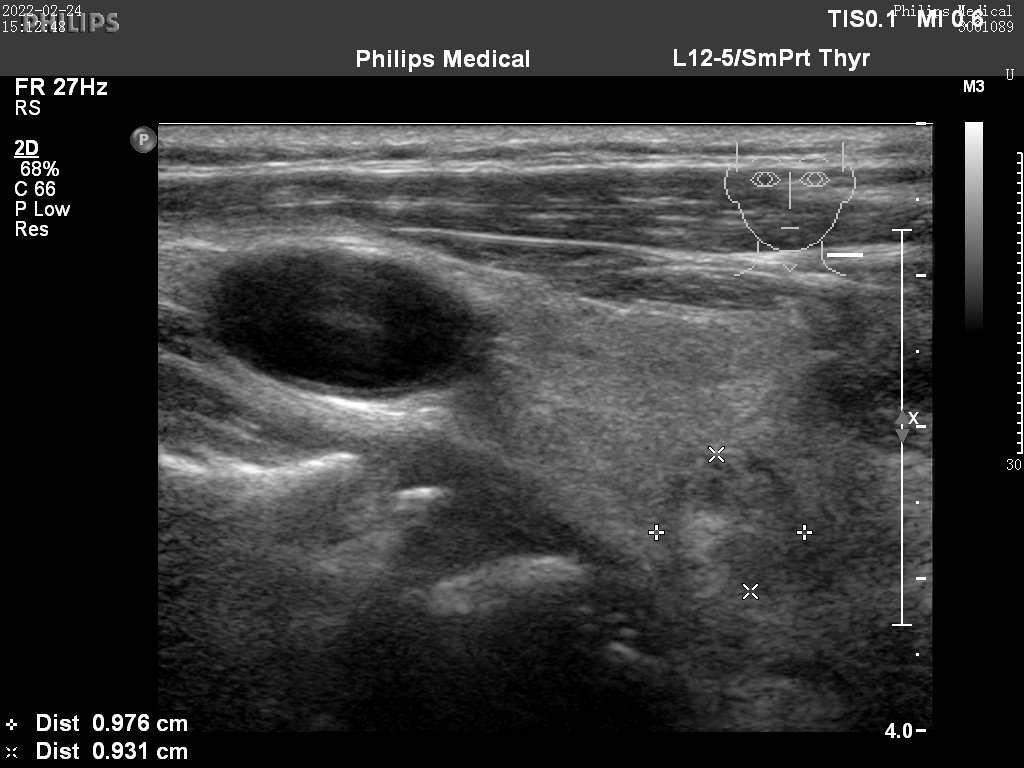 2022-02-24
PHILIPS
15:12:48
TIS0.1 MI 0.6
Philips Medical
Philips Medical
L12-5/SmPrt Thyr
U
FR 27Hz
RS
M3
P
2D
68%
C 66
P Low
Res
X
30
4.0
Dist 0.976 cm
Dist 0.931 cm